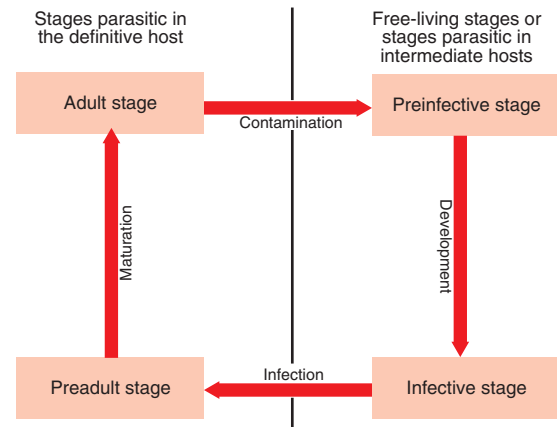 Stages parasitic in
the definitive host
Free-living stages or
stages parasitic in
intermediate hosts
Adult stage
Contamination
Preinfective stage
Maturation
Development
Preadult stage
Infection
Infective stage